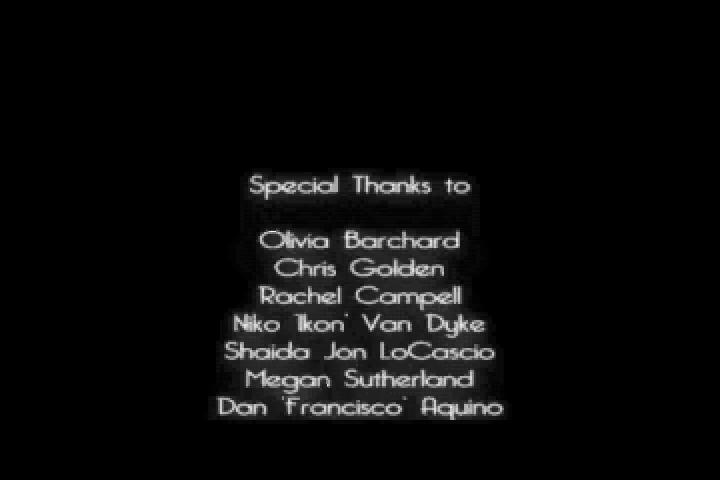 Special Thanks to
Olivia Barchard
Chris Golden
Rachel Campell
Niko 'Ikon' Van Dyke
Shaida Jon LoCascio
Megan Sutherland
Dan 'Francisco' Aquino